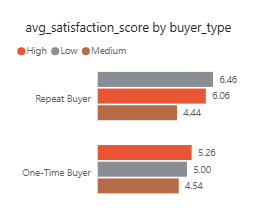 avg_satisfaction_score by buyer_type
High Low Medium
6.46
Repeat Buyer 6.06
4.44
5.26
One-Time Buyer 5.00
4.54